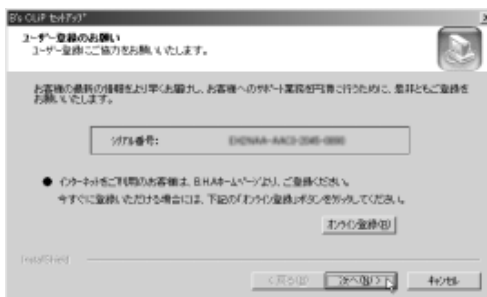 B's CLiP セットアップ
ユーザー登録のお願い
ユーザー登録にご協力をお願いいたします。
お客様の最新の情報をより早くお届けし、お客様へのサポート業務を円滑に行うために、是非ともご登録を
お願いいたします。
シリアル番号:
● インターネットをご利用のお客様は、B.H.Aホームページより、ご登録ください。
今すぐに登録いただける場合には、下記の「オンライン登録」ボタンをクリックしてください。
オンライン登録(R)
InstallShield
< 戻る(B)
次へ(N) >
キャンセル